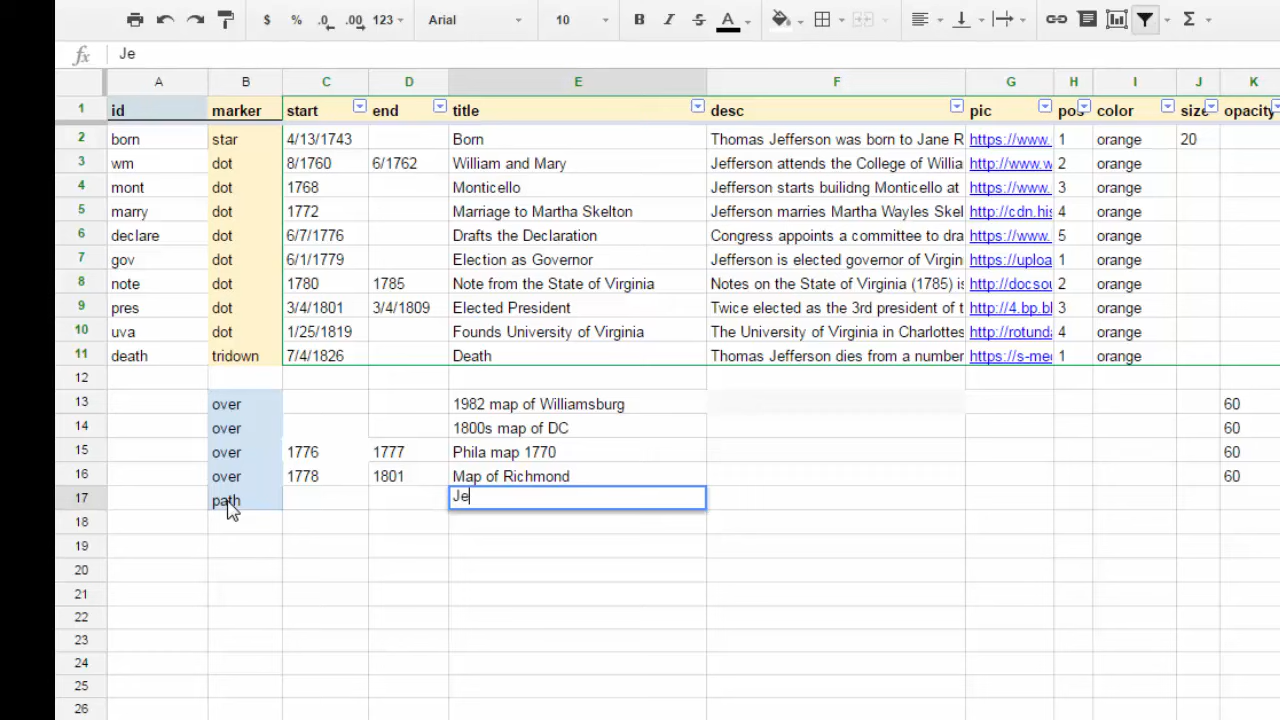 $ % .0 .00 123 Arial 10 B I S A Σ
fx Je
A B C D E F G H I J K
1 id marker start end title desc pic pos color size opacity
2 born star 4/13/1743 Born Thomas Jefferson was born to Jane R https://www. 1 orange 20
3 wm dot 8/1760 6/1762 William and Mary Jefferson attends the College of Willia http://www.w 2 orange
4 mont dot 1768 Monticello Jefferson starts builidng Monticello at https://www. 3 orange
5 marry dot 1772 Marriage to Martha Skelton Jefferson marries Martha Wayles Skel http://cdn.his 4 orange
6 declare dot 6/7/1776 Drafts the Declaration Congress appoints a committee to dra https://www. 5 orange
7 gov dot 6/1/1779 Election as Governor Jefferson is elected governor of Virgin https://uploa 1 orange
8 note dot 1780 1785 Note from the State of Virginia Notes on the State of Virginia (1785) is http://docsou 2 orange
9 pres dot 3/4/1801 3/4/1809 Elected President Twice elected as the 3rd president of t http://4.bp.bl 3 orange
10 uva dot 1/25/1819 Founds University of Virginia The University of Virginia in Charlottes http://rotunda 4 orange
11 death tridown 7/4/1826 Death Thomas Jefferson dies from a number https://s-med 1 orange
12
13 over 1982 map of Williamsburg 60
14 over 1800s map of DC 60
15 over 1776 1777 Phila map 1770 60
16 over 1778 1801 Map of Richmond 60
17 path Je
18
19
20
21
22
23
24
25
26